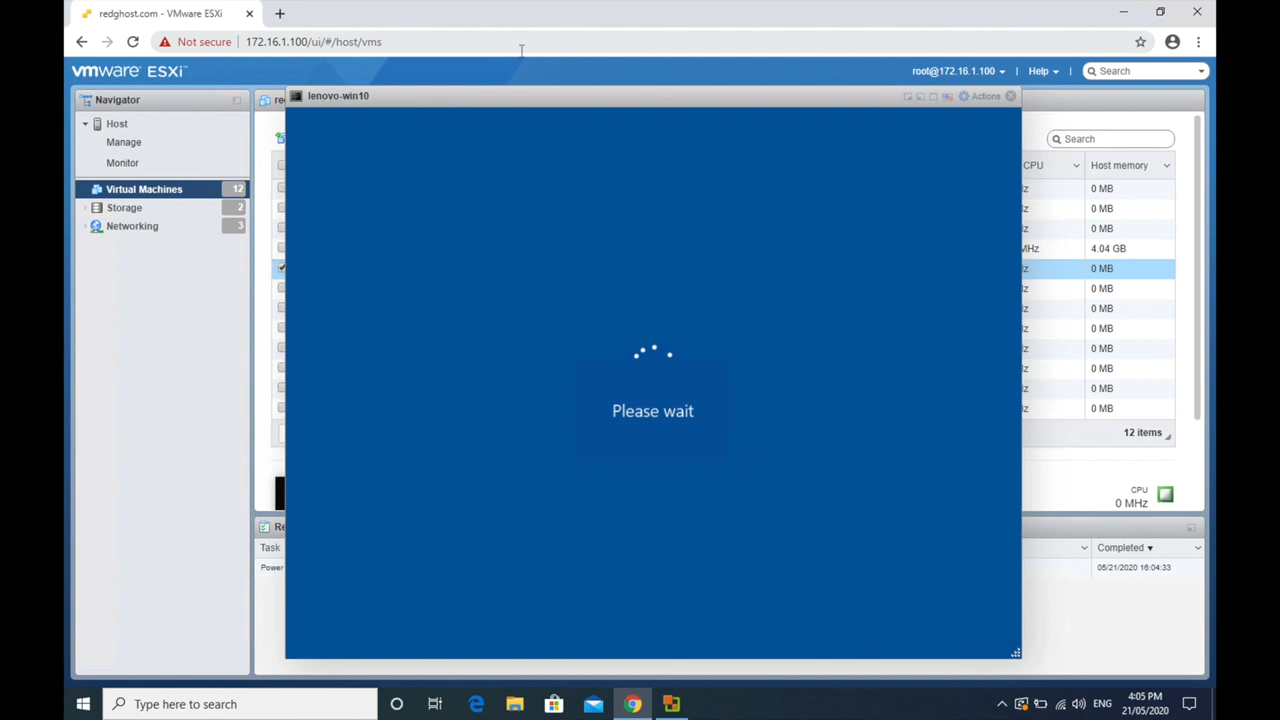 redghost.com - VMware ESXi
Not secure
172.16.1.100/ui/#/host/vms
vmware ESXi™
root@172.16.1.100
Help
Search
Navigator
Host
Manage
Monitor
Virtual Machines 12
Storage 2
Networking 3
lenovo-win10
Actions
Search
CPU
Host memory
0 MB
0 MB
0 MB
MHz
4.04 GB
0 MB
0 MB
0 MB
0 MB
0 MB
0 MB
0 MB
0 MB
12 items
CPU
0 MHz
Please wait
Re
Task
Completed
Power
05/21/2020 16:04:33
Type here to search
ENG
4:05 PM
21/05/2020